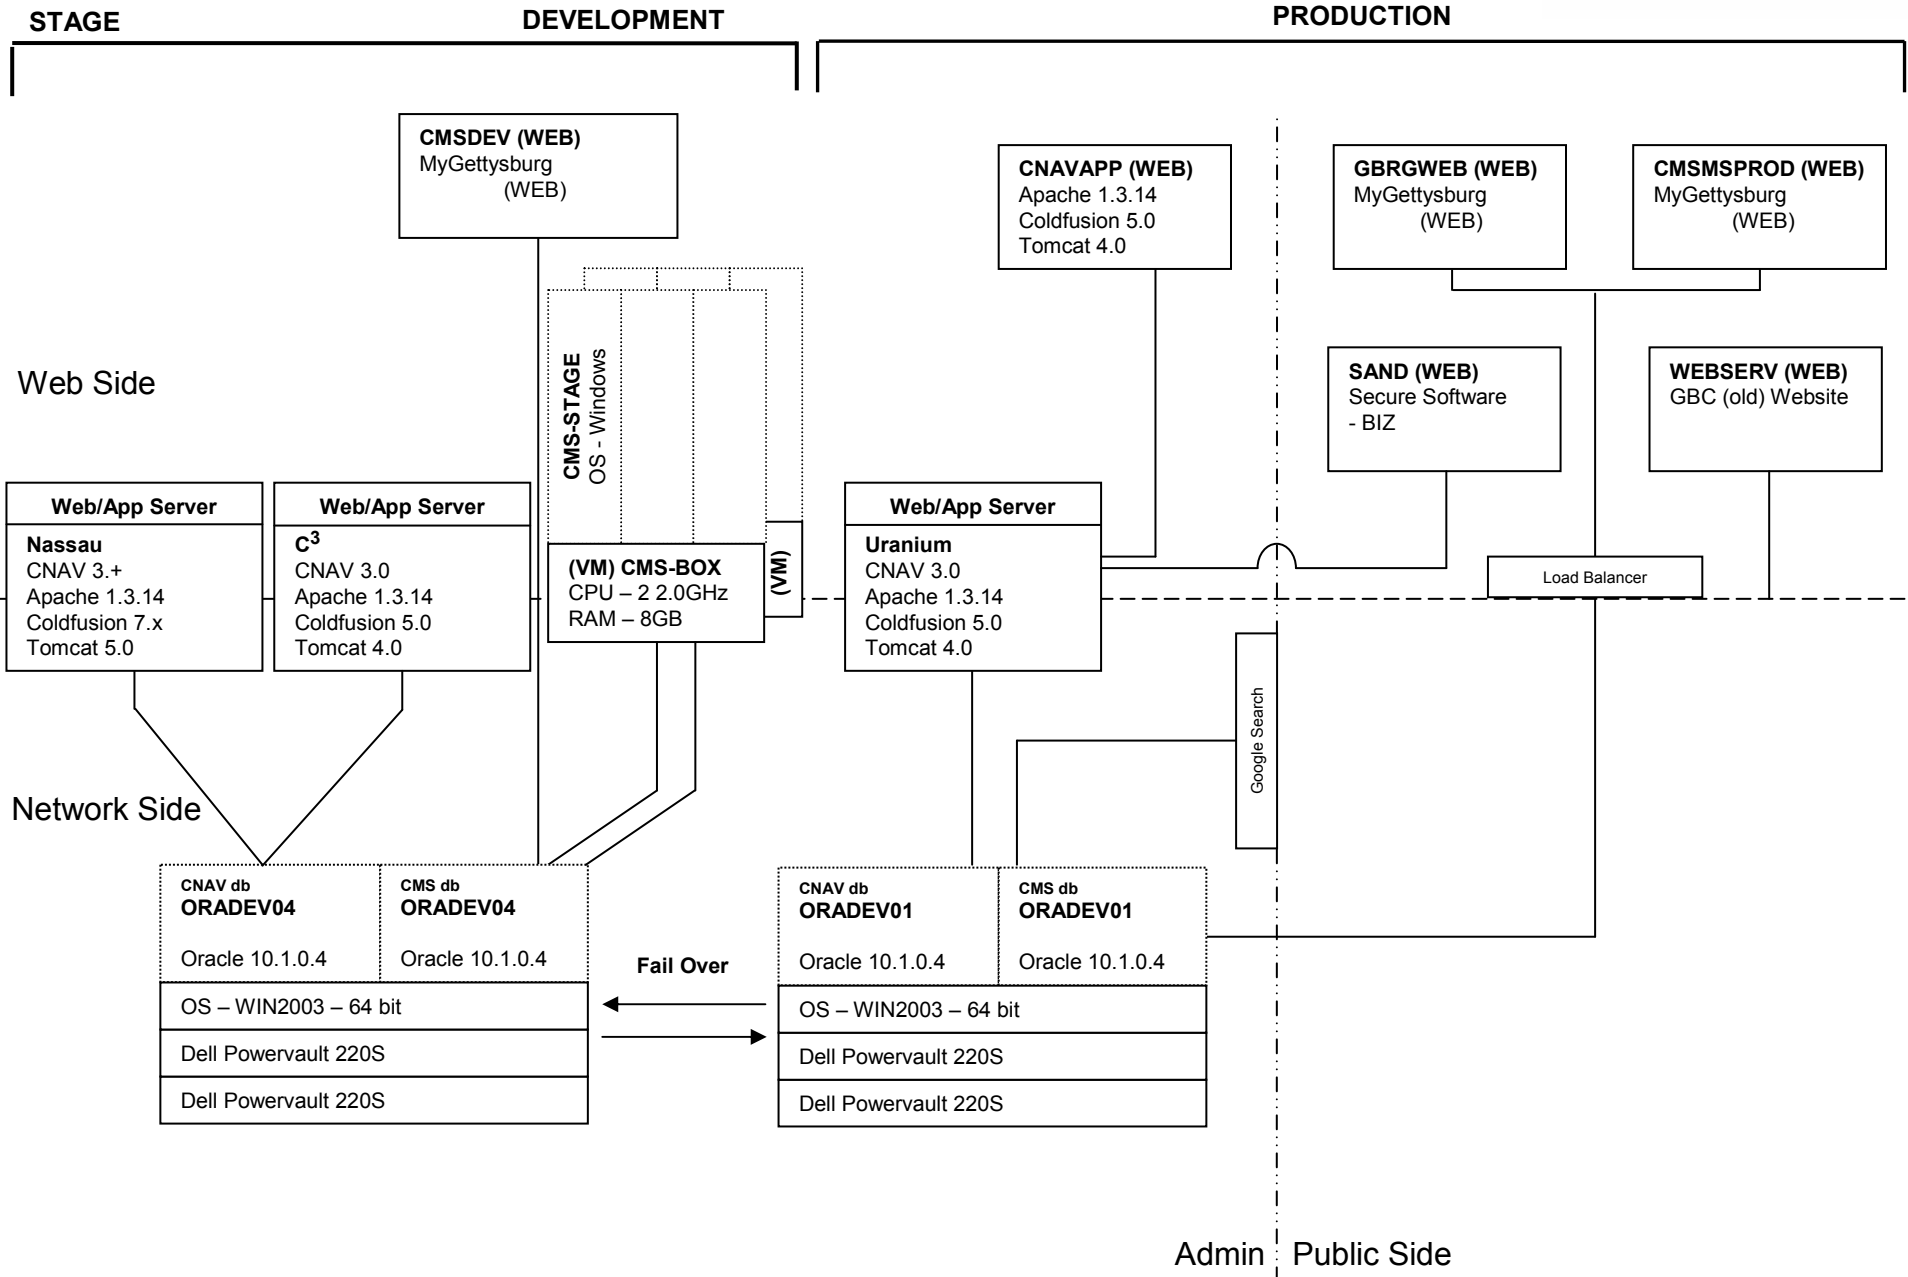 STAGE
DEVELOPMENT
PRODUCTION
CMSDEV (WEB)
MyGettysburg
(WEB)
CNAVAPP (WEB)
Apache 1.3.14
Coldfusion 5.0
Tomcat 4.0
GBRGWEB (WEB)
MyGettysburg
(WEB)
CMSMSPROD (WEB)
MyGettysburg
(WEB)
Web Side
CMS-STAGE
OS - Windows
SAND (WEB)
Secure Software
- BIZ
WEBSERV (WEB)
GBC (old) Website
Web/App Server
Nassau
CNAV 3.+
Apache 1.3.14
Coldfusion 7.x
Tomcat 5.0
Web/App Server
C³
CNAV 3.0
Apache 1.3.14
Coldfusion 5.0
Tomcat 4.0
(VM) CMS-BOX
CPU – 2 2.0GHz
RAM – 8GB
(VM)
Web/App Server
Uranium
CNAV 3.0
Apache 1.3.14
Coldfusion 5.0
Tomcat 4.0
Load Balancer
Google Search
Network Side
CNAV db
ORADEV04
Oracle 10.1.0.4
CMS db
ORADEV04
Oracle 10.1.0.4
OS – WIN2003 – 64 bit
Dell Powervault 220S
Dell Powervault 220S
Fail Over
CNAV db
ORADEV01
Oracle 10.1.0.4
CMS db
ORADEV01
Oracle 10.1.0.4
OS – WIN2003 – 64 bit
Dell Powervault 220S
Dell Powervault 220S
Admin
Public Side